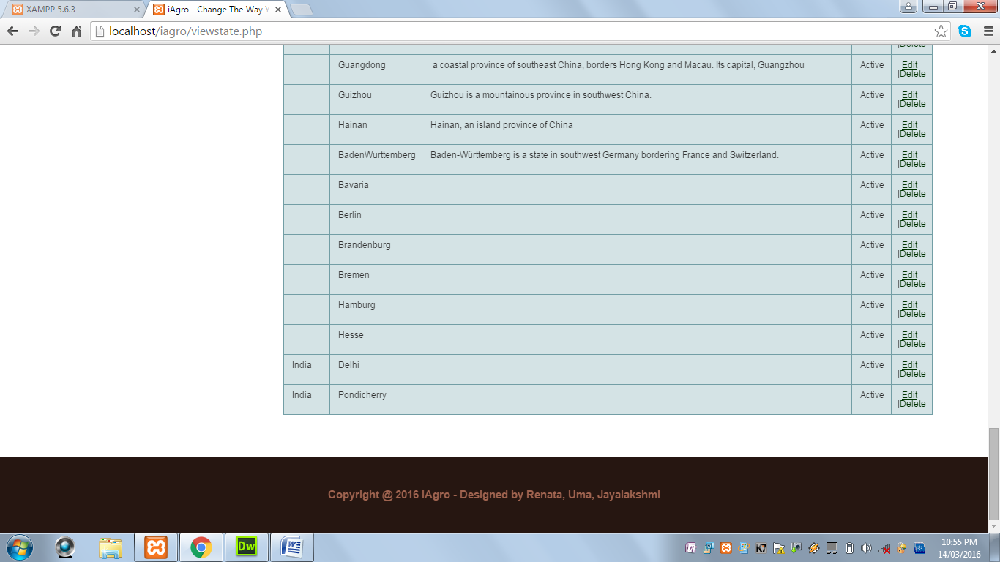 XAMPP 5.6.3
iAgro - Change The Way Y
localhost/iagro/viewstate.php
|Delete
Guangdong a coastal province of southeast China, borders Hong Kong and Macau. Its capital, Guangzhou Active Edit
|Delete
Guizhou Guizhou is a mountainous province in southwest China. Active Edit
|Delete
Hainan Hainan, an island province of China Active Edit
|Delete
BadenWurttemberg Baden-Württemberg is a state in southwest Germany bordering France and Switzerland. Active Edit
|Delete
Bavaria Active Edit
|Delete
Berlin Active Edit
|Delete
Brandenburg Active Edit
|Delete
Bremen Active Edit
|Delete
Hamburg Active Edit
|Delete
Hesse Active Edit
|Delete
India Delhi Active Edit
|Delete
India Pondicherry Active Edit
|Delete
Copyright @ 2016 iAgro - Designed by Renata, Uma, Jayalakshmi
Dw
W
K7
10:55 PM
14/03/2016